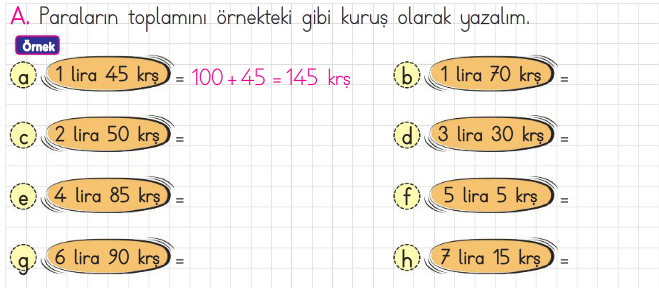 A. Paraların toplamını örnekteki gibi kuruş olarak yazalım.
Örnek
a 1 lira 45 krş = 100 + 45 = 145 krş
b 1 lira 70 krş =
c 2 lira 50 krş =
d 3 lira 30 krş =
e 4 lira 85 krş =
f 5 lira 5 krş =
g 6 lira 90 krş =
h 7 lira 15 krş =